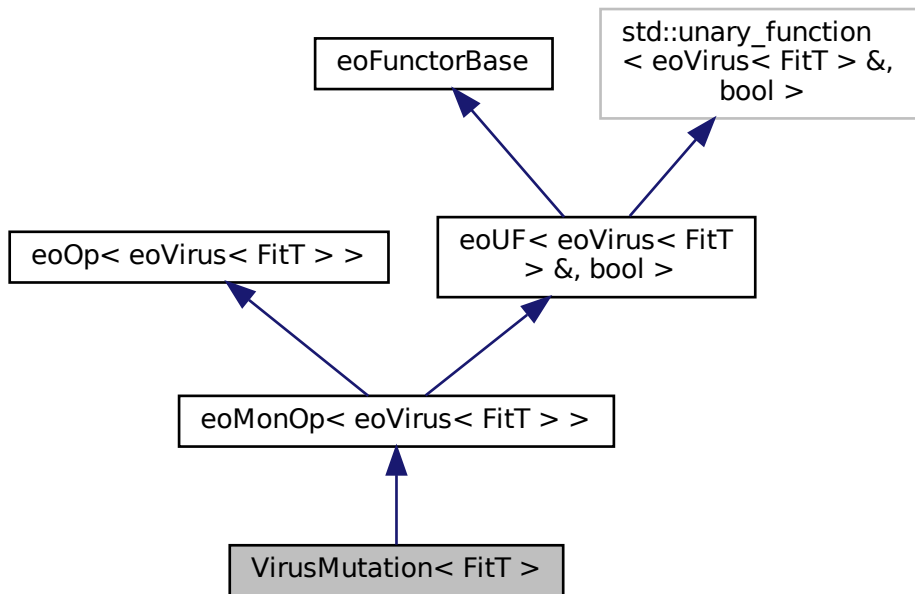 std::unary_function
< eoVirus< FitT > &,
bool >
eoFunctorBase
eoUF< eoVirus< FitT
> &, bool >
eoOp< eoVirus< FitT > >
eoMonOp< eoVirus< FitT > >
VirusMutation< FitT >